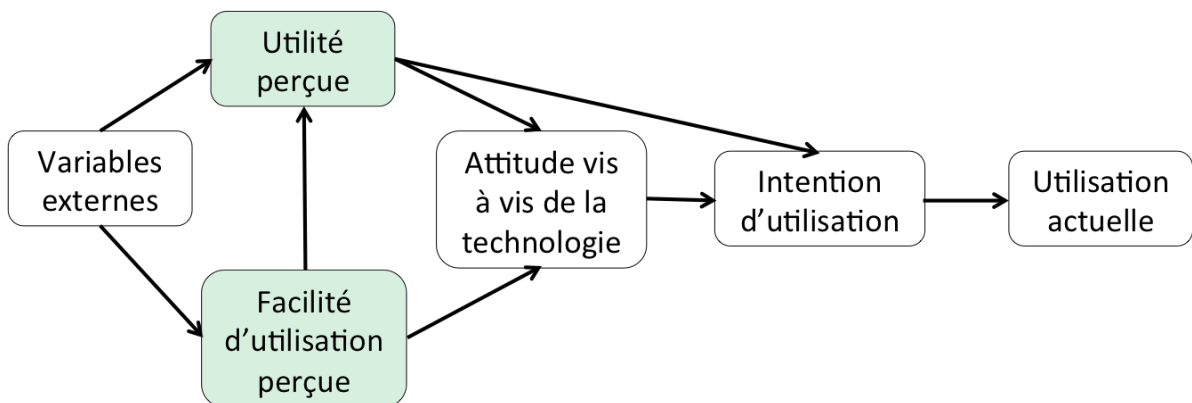 Utilité
perçue
Variables
externes
Attitude vis
à vis de la
technologie
Intention
d’utilisation
Utilisation
actuelle
Facilité
d’utilisation
perçue